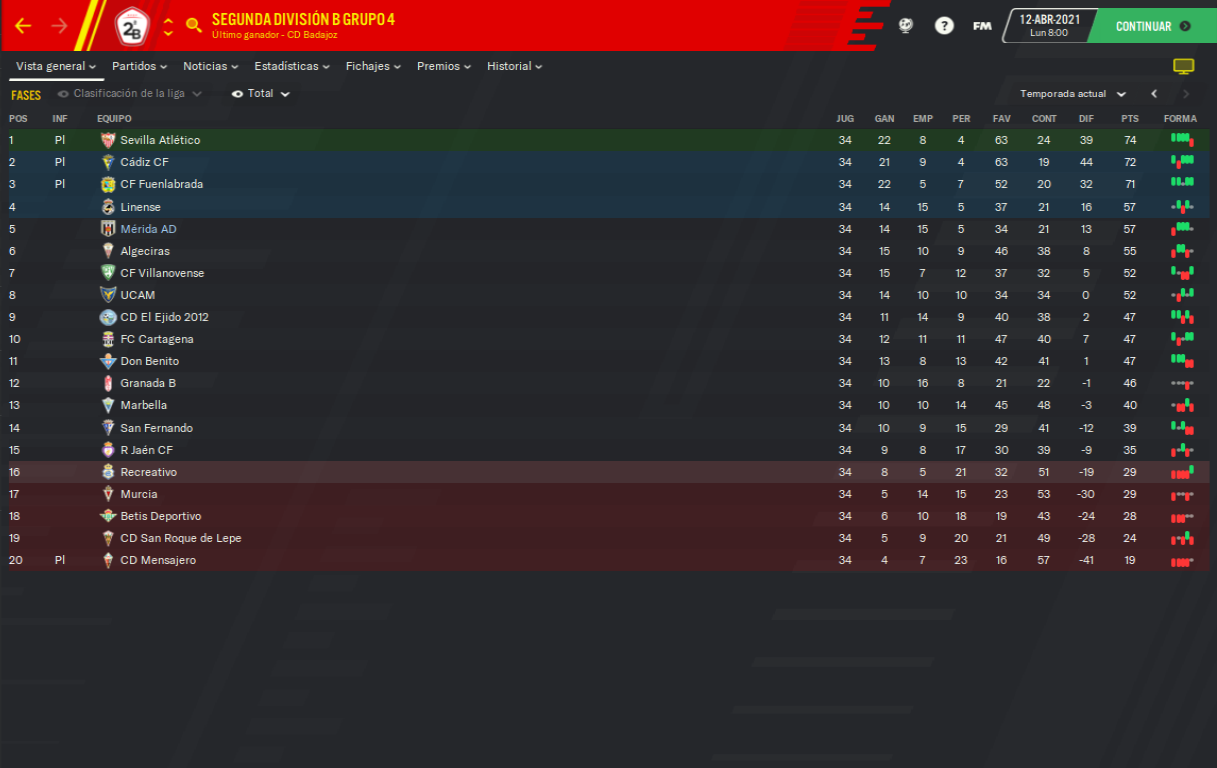 SEGUNDA DIVISIÓN B GRUPO 4
Último ganador - CD Badajoz
2ªB
? FM 12-ABR-2021
Lun 8:00
CONTINUAR
Vista general Partidos Noticias Estadísticas Fichajes Premios Historial
FASES Clasificación de la liga Total Temporada actual
POS INF EQUIPO JUG GAN EMP PER FAV CONT DIF PTS FORMA
1 Pl Sevilla Atlético 34 22 8 4 63 24 39 74
2 Pl Cádiz CF 34 21 9 4 63 19 44 72
3 Pl CF Fuenlabrada 34 22 5 7 52 20 32 71
4 Linense 34 14 15 5 37 21 16 57
5 Mérida AD 34 14 15 5 34 21 13 57
6 Algeciras 34 15 10 9 46 38 8 55
7 CF Villanovense 34 15 7 12 37 32 5 52
8 UCAM 34 14 10 10 34 34 0 52
9 CD El Ejido 2012 34 11 14 9 40 38 2 47
10 FC Cartagena 34 12 11 11 47 40 7 47
11 Don Benito 34 13 8 13 42 41 1 47
12 Granada B 34 10 16 8 21 22 -1 46
13 Marbella 34 10 10 14 45 48 -3 40
14 San Fernando 34 10 9 15 29 41 -12 39
15 R Jaén CF 34 9 8 17 30 39 -9 35
16 Recreativo 34 8 5 21 32 51 -19 29
17 Murcia 34 5 14 15 23 53 -30 29
18 Betis Deportivo 34 6 10 18 19 43 -24 28
19 CD San Roque de Lepe 34 5 9 20 21 49 -28 24
20 Pl CD Mensajero 34 4 7 23 16 57 -41 19